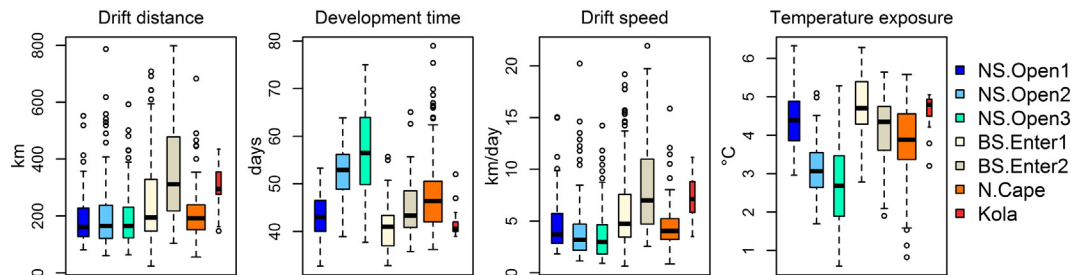 Drift distance
Development time
Drift speed
Temperature exposure
km
0
200
400
600
800
days
40
50
60
70
80
km/day
0
5
10
15
20
°C
1
2
3
4
5
6
NS.Open1
NS.Open2
NS.Open3
BS.Enter1
BS.Enter2
N.Cape
Kola